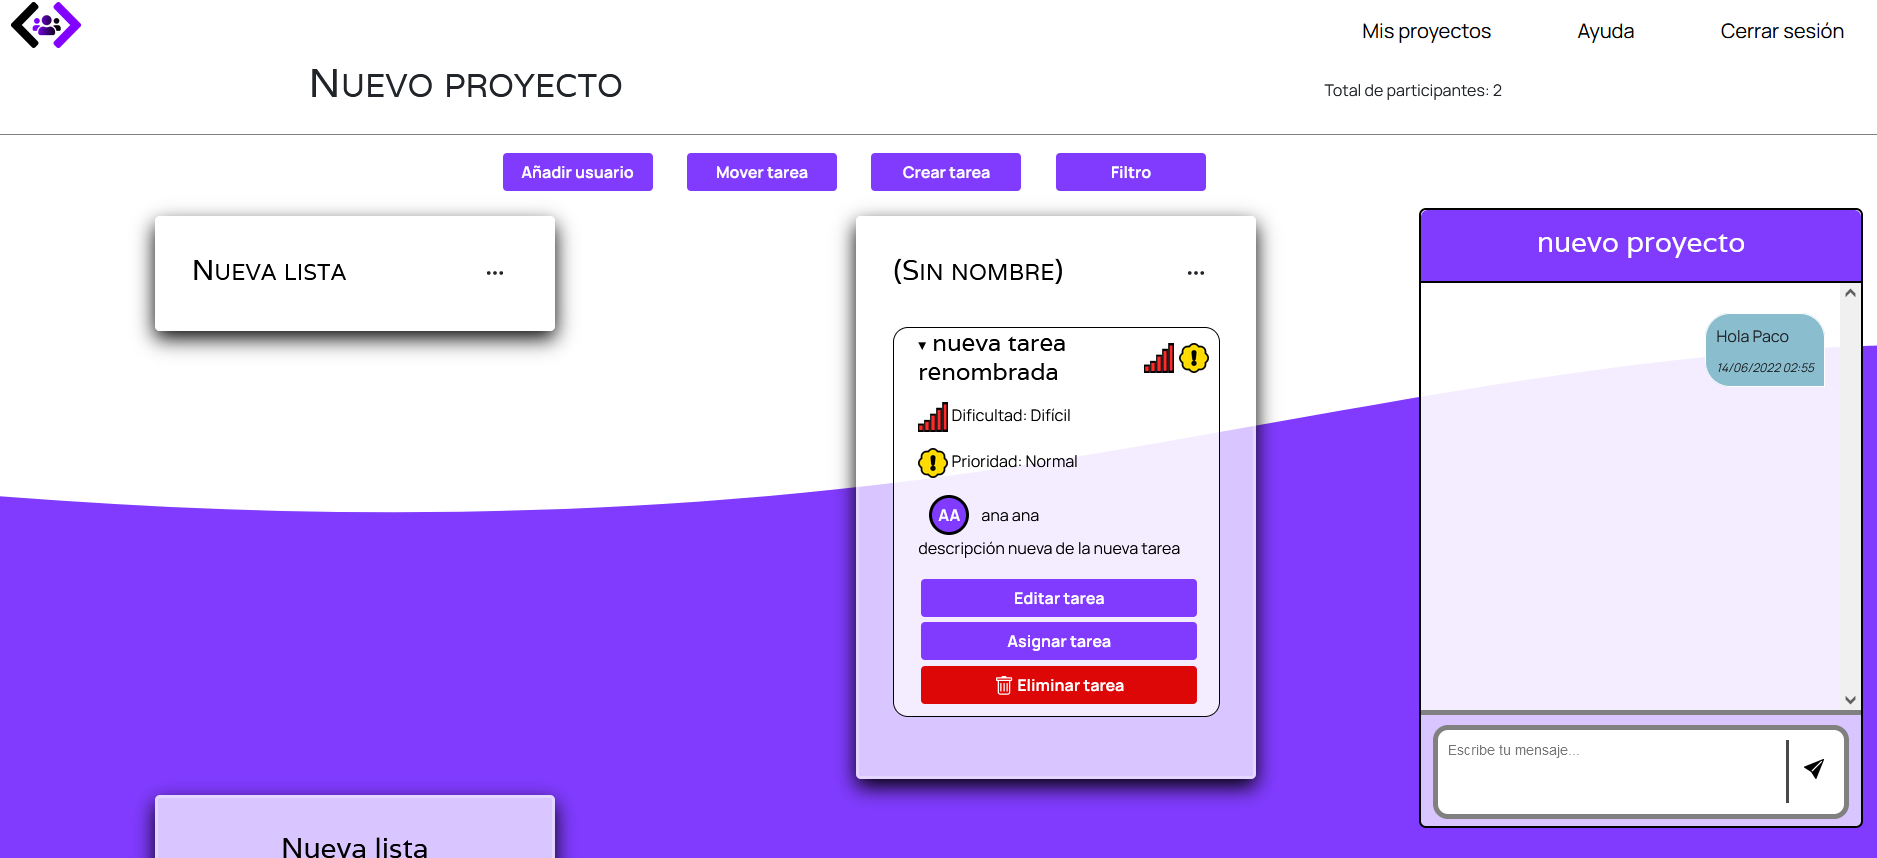 Mis proyectos
Ayuda
Cerrar sesión
Nuevo proyecto
Total de participantes: 2
Añadir usuario
Mover tarea
Crear tarea
Filtro
Nueva lista
...
(Sin nombre)
...
nueva tarea
renombrada
Dificultad: Difícil
Prioridad: Normal
AA
ana ana
descripción nueva de la nueva tarea
Editar tarea
Asignar tarea
Eliminar tarea
nuevo proyecto
Hola Paco
14/06/2022 02:55
Escribe tu mensaje...
Nueva lista